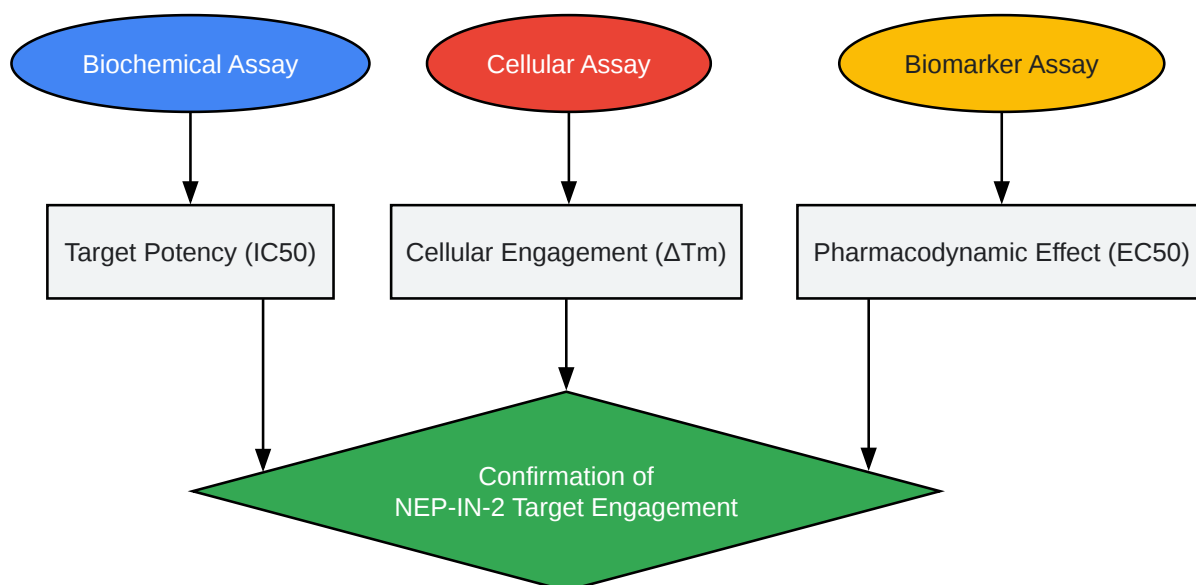 Biochemical Assay
Cellular Assay
Biomarker Assay
Target Potency (IC50)
Cellular Engagement (ΔTm)
Pharmacodynamic Effect (EC50)
Confirmation of
NEP-IN-2 Target Engagement